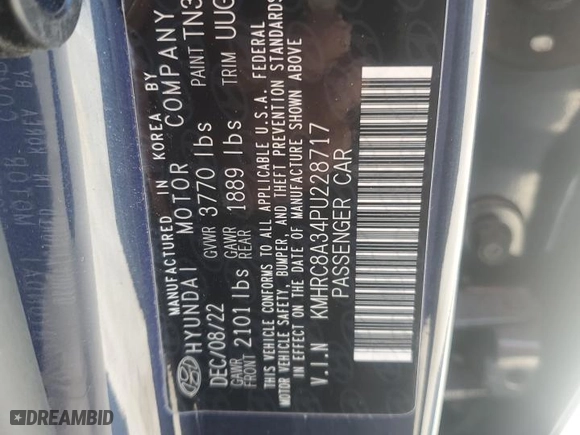 MANUFACTURED IN KOREA BY
HYUNDAI MOTOR COMPANY
DEC/08/22 GVWR 3770 lbs PAINT TN3
GAWR FRONT 2101 lbs GAWR REAR 1889 lbs TRIM UUG
THIS VEHICLE CONFORMS TO ALL APPLICABLE U.S.A. FEDERAL
MOTOR VEHICLE SAFETY, BUMPER, AND THEFT PREVENTION STANDARDS
IN EFFECT ON THE DATE OF MANUFACTURE SHOWN ABOVE
V.I.N KMHRC8A34PU228717
PASSENGER CAR
DREAMBID